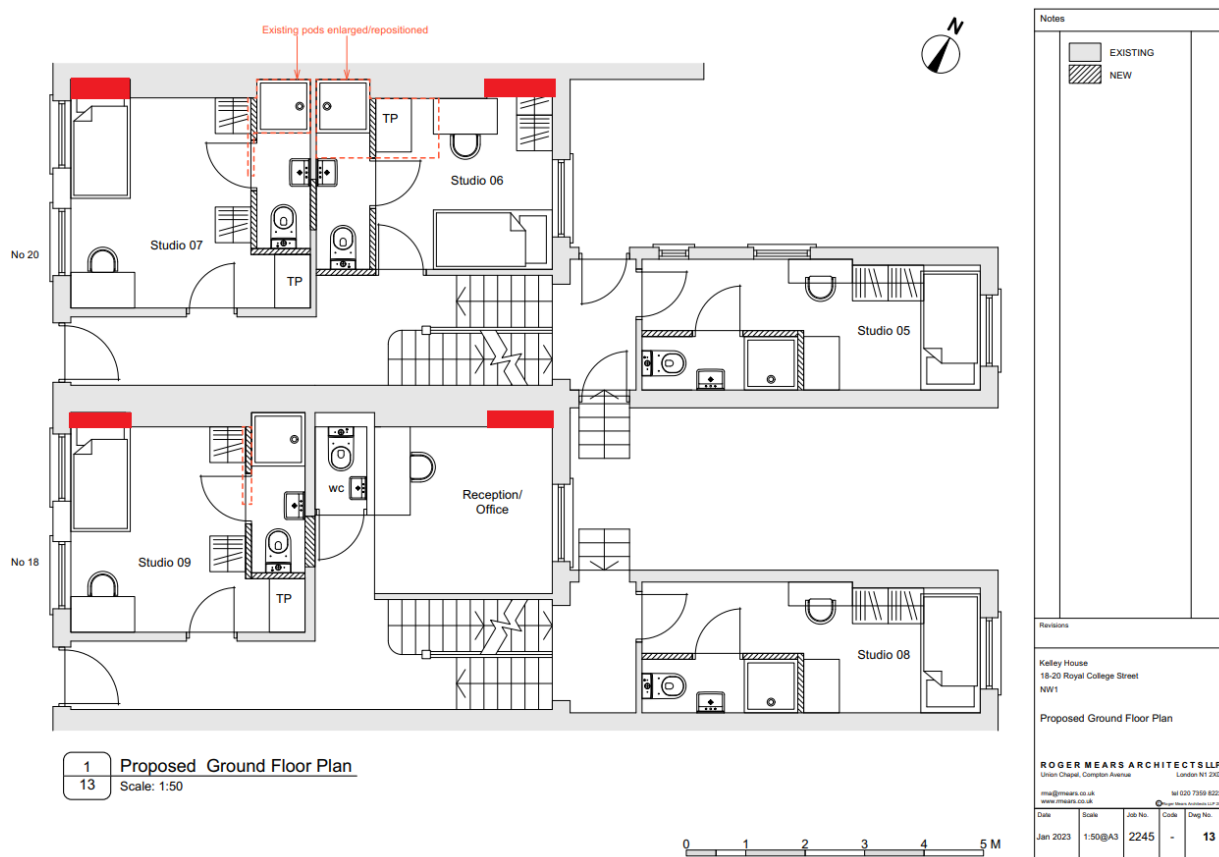 Existing pods enlarged/repositioned
N
TP
Studio 06
Studio 07
No 20
TP
Studio 05
wc
Reception/
Office
Studio 09
No 18
TP
Studio 08
1
13
Proposed Ground Floor Plan
Scale: 1:50
0 1 2 3 4 5 M
Notes
EXISTING
NEW
Revisions
Kelley House
18-20 Royal College Street
NW1
Proposed Ground Floor Plan
ROGER MEARS ARCHITECTS LLP
Union Chapel, Compton Avenue London N1
rma@rmears.co.uk tel 020 7359
www.rmears.co.uk
Date Scale Job No. Code Dwg No.
Jan 2023 1:50@A3 2245 - 13